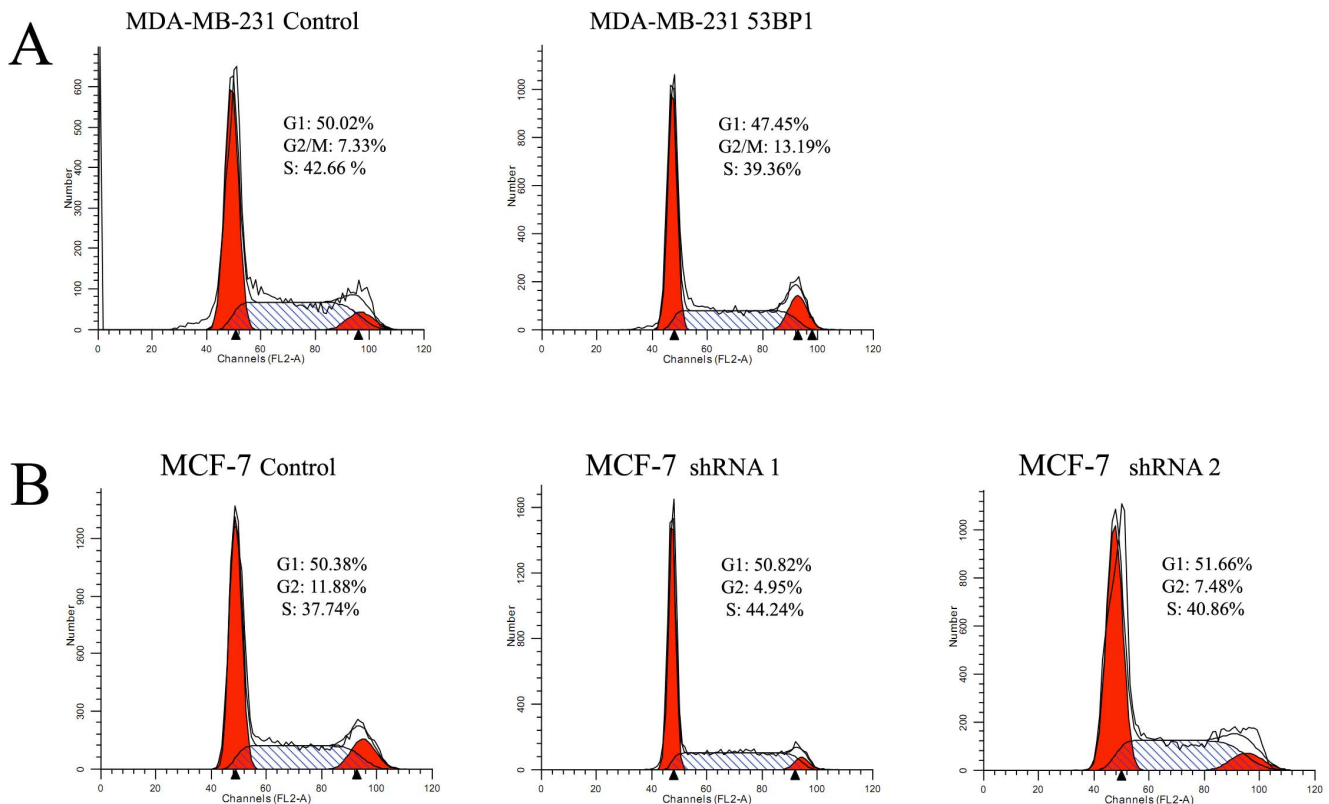 A
MDA-MB-231 Control
600
500
400
300
200
100
0
Number
G1: 50.02%
G2/M: 7.33%
S: 42.66 %
0 20 40 60 80 100 120
Channels (FL2-A)
MDA-MB-231 53BP1
1000
800
600
400
200
0
Number
G1: 47.45%
G2/M: 13.19%
S: 39.36%
0 20 40 60 80 100 120
Channels (FL2-A)
B
MCF-7 Control
1200
900
600
300
0
Number
G1: 50.38%
G2: 11.88%
S: 37.74%
0 20 40 60 80 100 120
Channels (FL2-A)
MCF-7 shRNA 1
1600
1200
800
400
0
Number
G1: 50.82%
G2: 4.95%
S: 44.24%
0 20 40 60 80 100 120
Channels (FL2-A)
MCF-7 shRNA 2
1000
800
600
400
200
0
Number
G1: 51.66%
G2: 7.48%
S: 40.86%
0 20 40 60 80 100 120
Channels (FL2-A)